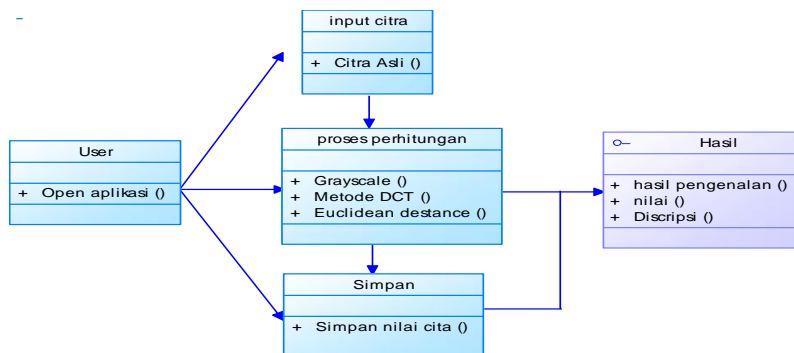 input citra
+ Citra Asli ()
User
+ Open aplikasi ()
proses perhitungan
+ Grayscale ()
+ Metode DCT ()
+ Euclidean destance ()
Simpan
+ Simpan nilai cita ()
Hasil
+ hasil pengenalan ()
+ nilai ()
+ Discripsi ()